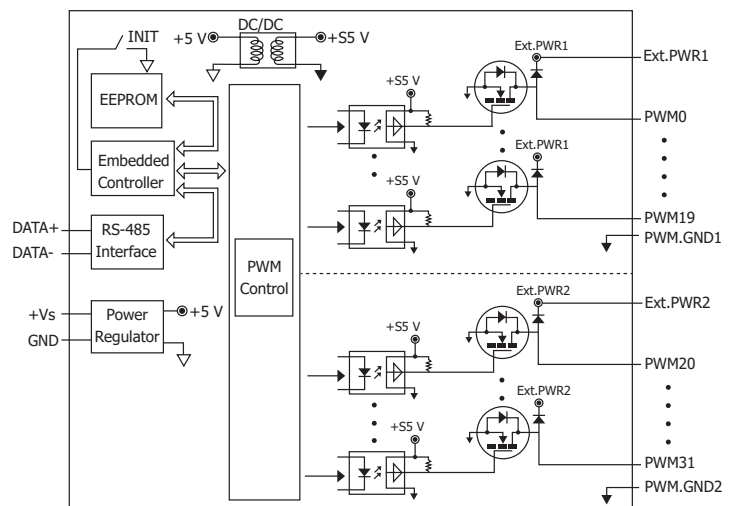 DC/DC
INIT
+5 V
+S5 V
EEPROM
Embedded
Controller
DATA+
DATA-
RS-485
Interface
+Vs
GND
Power
Regulator
+5 V
PWM
Control
+S5 V
Ext.PWR1
Ext.PWR1
PWM0
+S5 V
Ext.PWR1
PWM19
PWM.GND1
+S5 V
Ext.PWR2
Ext.PWR2
PWM20
+S5 V
Ext.PWR2
PWM31
PWM.GND2